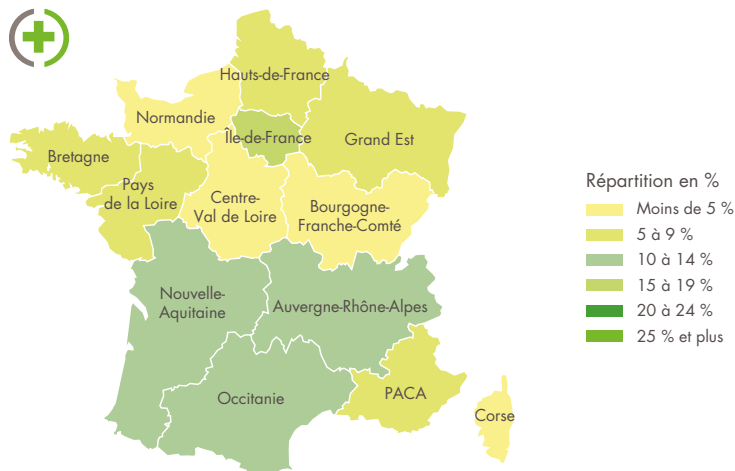 Hauts-de-France
Normandie
Île-de-France
Grand Est
Bretagne
Pays
de la Loire
Centre-
Val de Loire
Bourgogne-
Franche-Comté
Nouvelle-
Aquitaine
Auvergne-Rhône-Alpes
Occitanie
PACA
Corse
Répartition en %
Moins de 5 %
5 à 9 %
10 à 14 %
15 à 19 %
20 à 24 %
25 % et plus